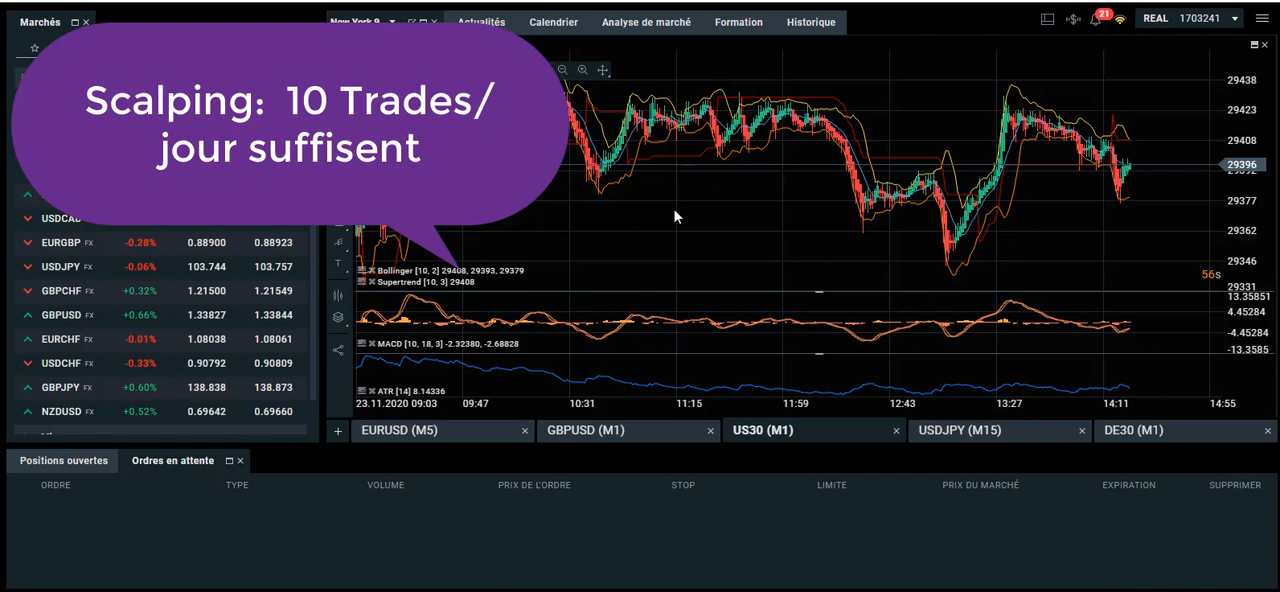 Marchés
New York 9
Actualités
Calendrier
Analyse de marché
Formation
Historique
21
REAL 1703241
Scalping: 10 Trades/
jour suffisent
USDCAD
EURGBP FX -0.28% 0.88900 0.88923
USDJPY FX -0.06% 103.744 103.757
GBPCHF FX +0.32% 1.21500 1.21549
GBPUSD FX +0.66% 1.33827 1.33844
EURCHF FX -0.01% 1.08038 1.08061
USDCHF FX -0.33% 0.90792 0.90809
GBPJPY FX +0.60% 138.838 138.873
NZDUSD FX +0.52% 0.69642 0.69660
T
29438
29423
29408
29396
29392
29377
29362
29346
29331
56s
Bollinger [10, 2] 29408, 29393, 29379
Supertrend [10, 3] 29408
13.35851
4.45284
-4.45284
-13.3585
MACD [10, 18, 3] -2.32380, -2.68828
ATR [14] 8.14336
23.11.2020 09:03 09:47 10:31 11:15 11:59 12:43 13:27 14:11 14:55
+ EURUSD (M5) × GBPUSD (M1) × US30 (M1) × USDJPY (M15) × DE30 (M1) ×
Positions ouvertes Ordres en attente
ORDRE TYPE VOLUME PRIX DE L'ORDRE STOP LIMITE PRIX DU MARCHÉ EXPIRATION SUPPRIMER